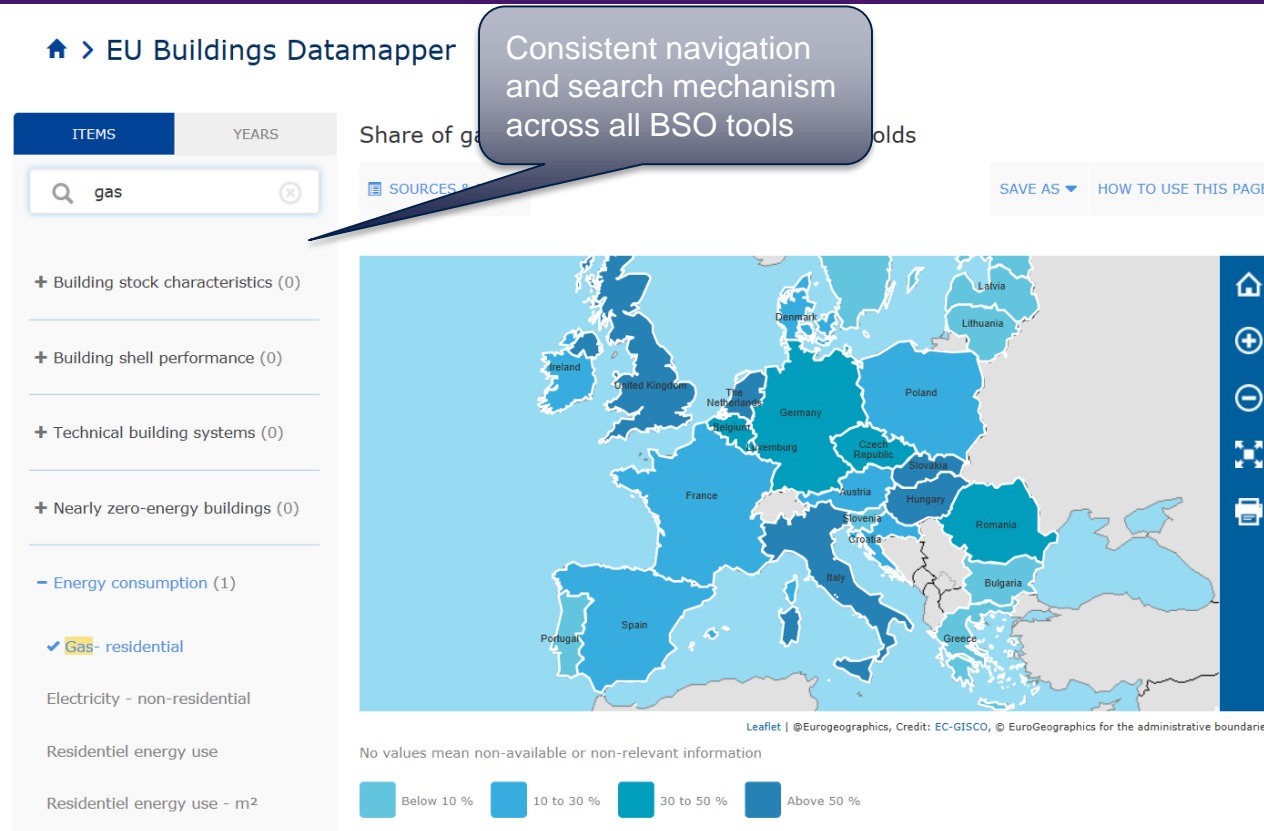 > EU Buildings Datamapper
Consistent navigation
and search mechanism
across all BSO tools
ITEMS
YEARS
gas
+ Building stock characteristics (0)
+ Building shell performance (0)
+ Technical building systems (0)
+ Nearly zero-energy buildings (0)
− Energy consumption (1)
✔ Gas- residential
Electricity - non-residential
Residentiel energy use
Residentiel energy use - m²
Share of
SOURCES
SAVE AS
HOW TO USE THIS PAGE
Latvia
Lithuania
Denmark
Ireland
United Kingdom
The
Netherlands
Belgium
Luxemburg
Germany
Poland
Czech
Republic
Slovakia
France
Austria
Hungary
Slovenia
Croatia
Romania
Italy
Bulgaria
Portugal
Spain
Greece
Leaflet | @Eurogeographics, Credit: EC-GISCO, © EuroGeographics for the administrative boundarie
No values mean non-available or non-relevant information
Below 10 %
10 to 30 %
30 to 50 %
Above 50 %